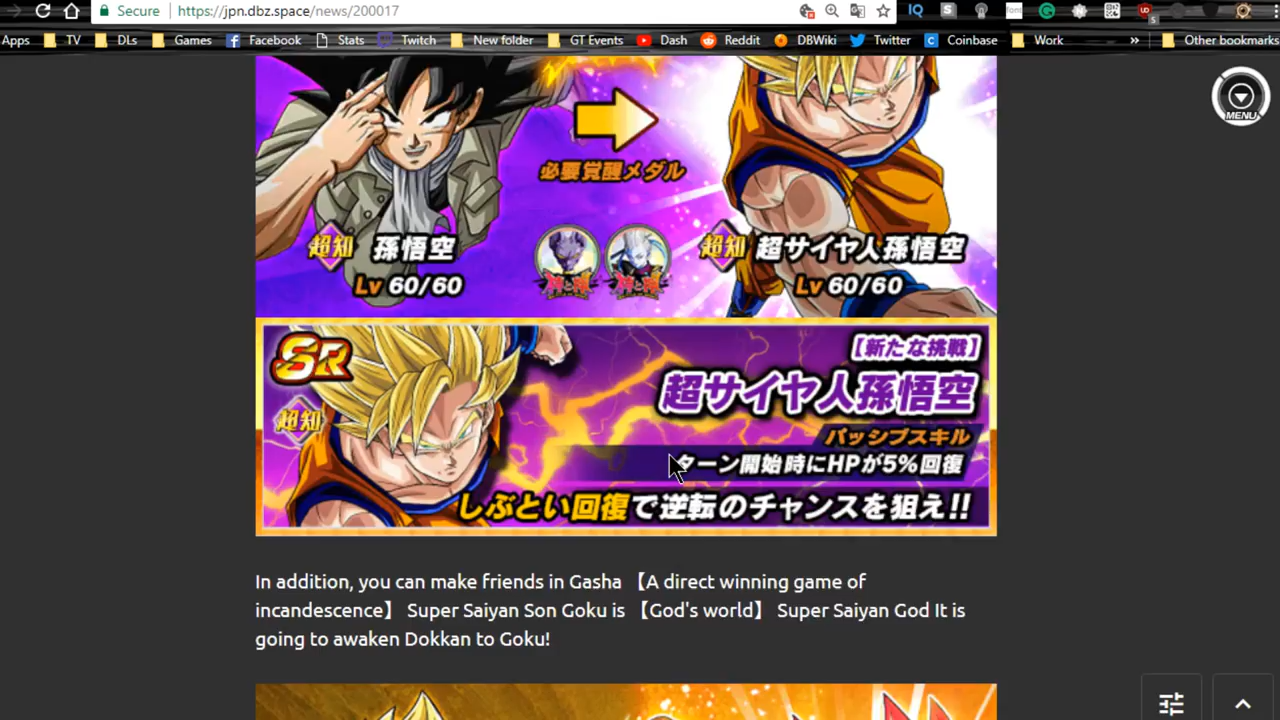 Secure https://jpn.dbz.space/news/200017
Apps TV DLs Games Facebook Stats Twitch New folder GT Events Dash Reddit DBWiki Twitter Coinbase Work » Other bookmarks
MENU
必要覚醒メダル
超知 孫悟空
Lv 60/60
神と神 神と神
超知 超サイヤ人孫悟空
Lv 60/60
SR
【新たな挑戦】
超知
超サイヤ人孫悟空
パッシブスキル
ターン開始時にHPが5%回復
しぶとい回復で逆転のチャンスを狙え!!
In addition, you can make friends in Gasha 【A direct winning game of
incandescence】 Super Saiyan Son Goku is 【God's world】 Super Saiyan God It is
going to awaken Dokkan to Goku!